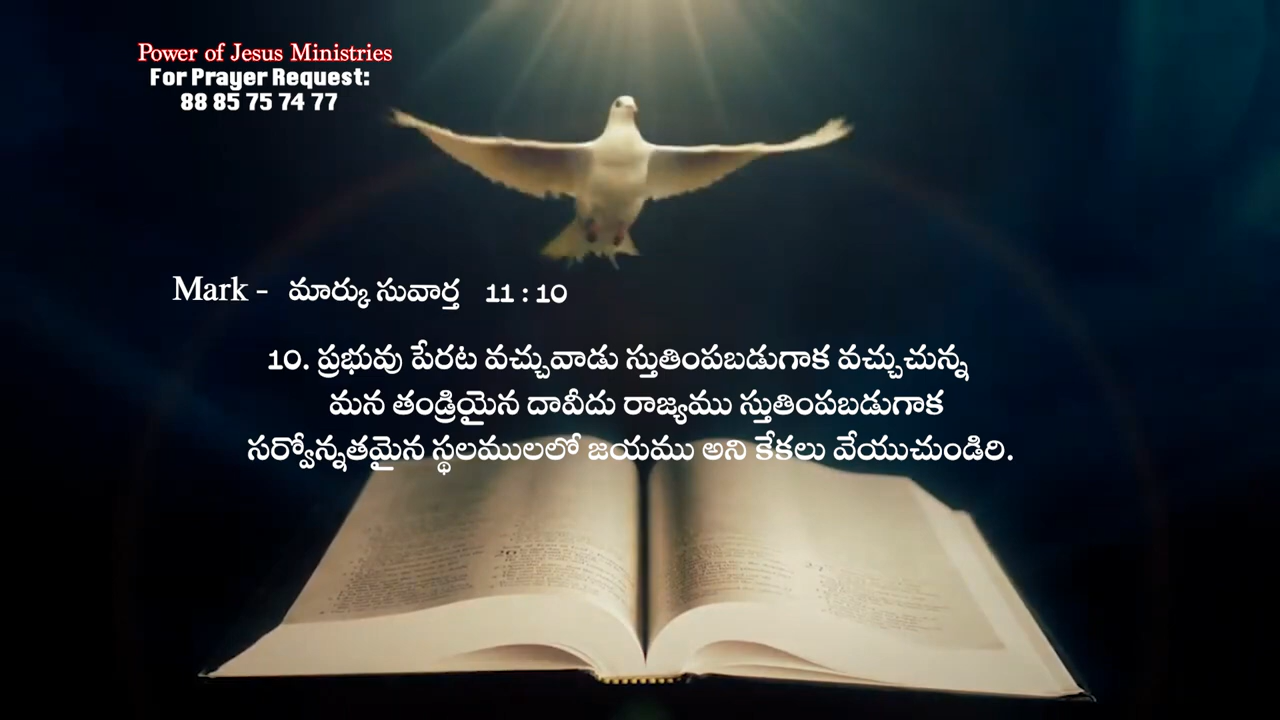 Power of Jesus Ministries
For Prayer Request:
88 85 75 74 77
Mark - మార్కు సువార్త 11 : 10
10. ప్రభువు పేరట వచ్చువాడు స్తుతింపబడుగాక వచ్చుచున్న
మన తండ్రియైన దావీదు రాజ్యము స్తుతింపబడుగాక
సర్వోన్నతమైన స్థలములలో జయము అని కేకలు వేయుచుండిరి.